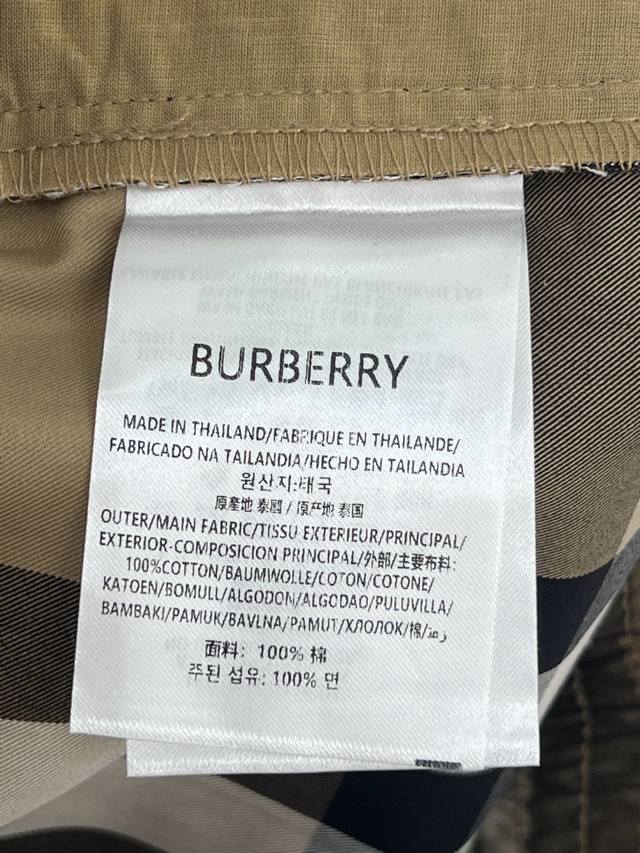 BURBERRY
MADE IN THAILAND/FABRIQUE EN THAILANDE/
FABRICADO NA TAILANDIA/HECHO EN TAILANDIA
원산지:태국
原產地 泰國 / 原产地 泰国
OUTER/MAIN FABRIC/TISSU EXTERIEUR/PRINCIPAL/
EXTERIOR-COMPOSICION PRINCIPAL/外部/主要布料:
100%COTTON/BAUMWOLLE/COTON/COTONE/
KATOEN/BOMULL/ALGODON/ALGODAO/PULUVILLA/
BAMBAKI/PAMUK/BAVLNA/PAMUT/ХЛОПОК/棉/
面料: 100% 棉
주된 섬유: 100% 면